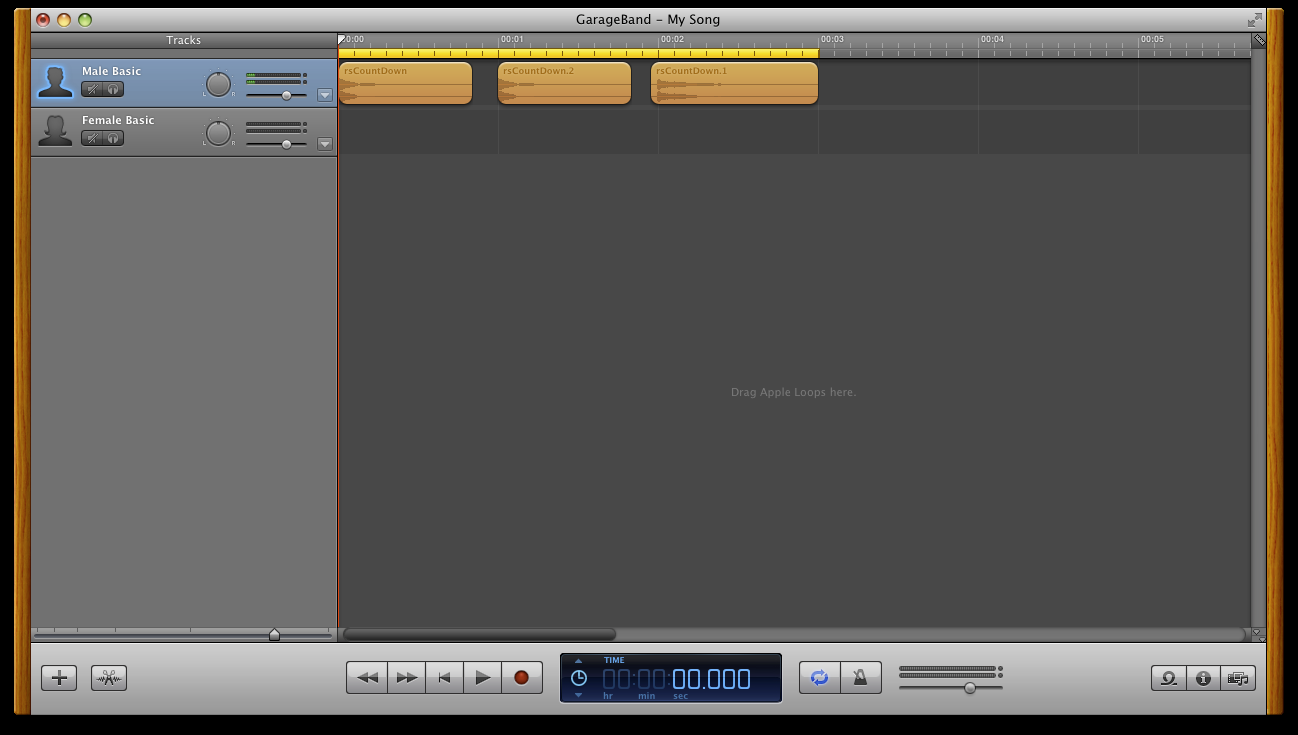 GarageBand – My Song
Tracks
0:00 00:01 00:02 00:03 00:04 00:05
Male Basic
L R
rsCountDown rsCountDown.2 rsCountDown.1
Female Basic
L R
Drag Apple Loops here.
TIME
00:00:00.000
hr min sec